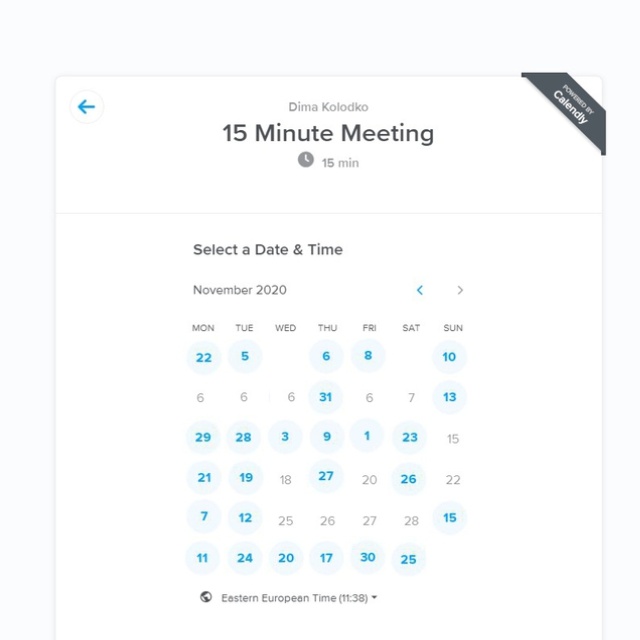 POWERED BY
Calendly
Dima Kolodko
15 Minute Meeting
15 min
Select a Date & Time
November 2020
MON TUE WED THU FRI SAT SUN
22 5 6 8 10
6 6 6 31 6 7 13
29 28 3 9 1 23 15
21 19 18 27 20 26 22
7 12 25 26 27 28 15
11 24 20 17 30 25
Eastern European Time (11:38)